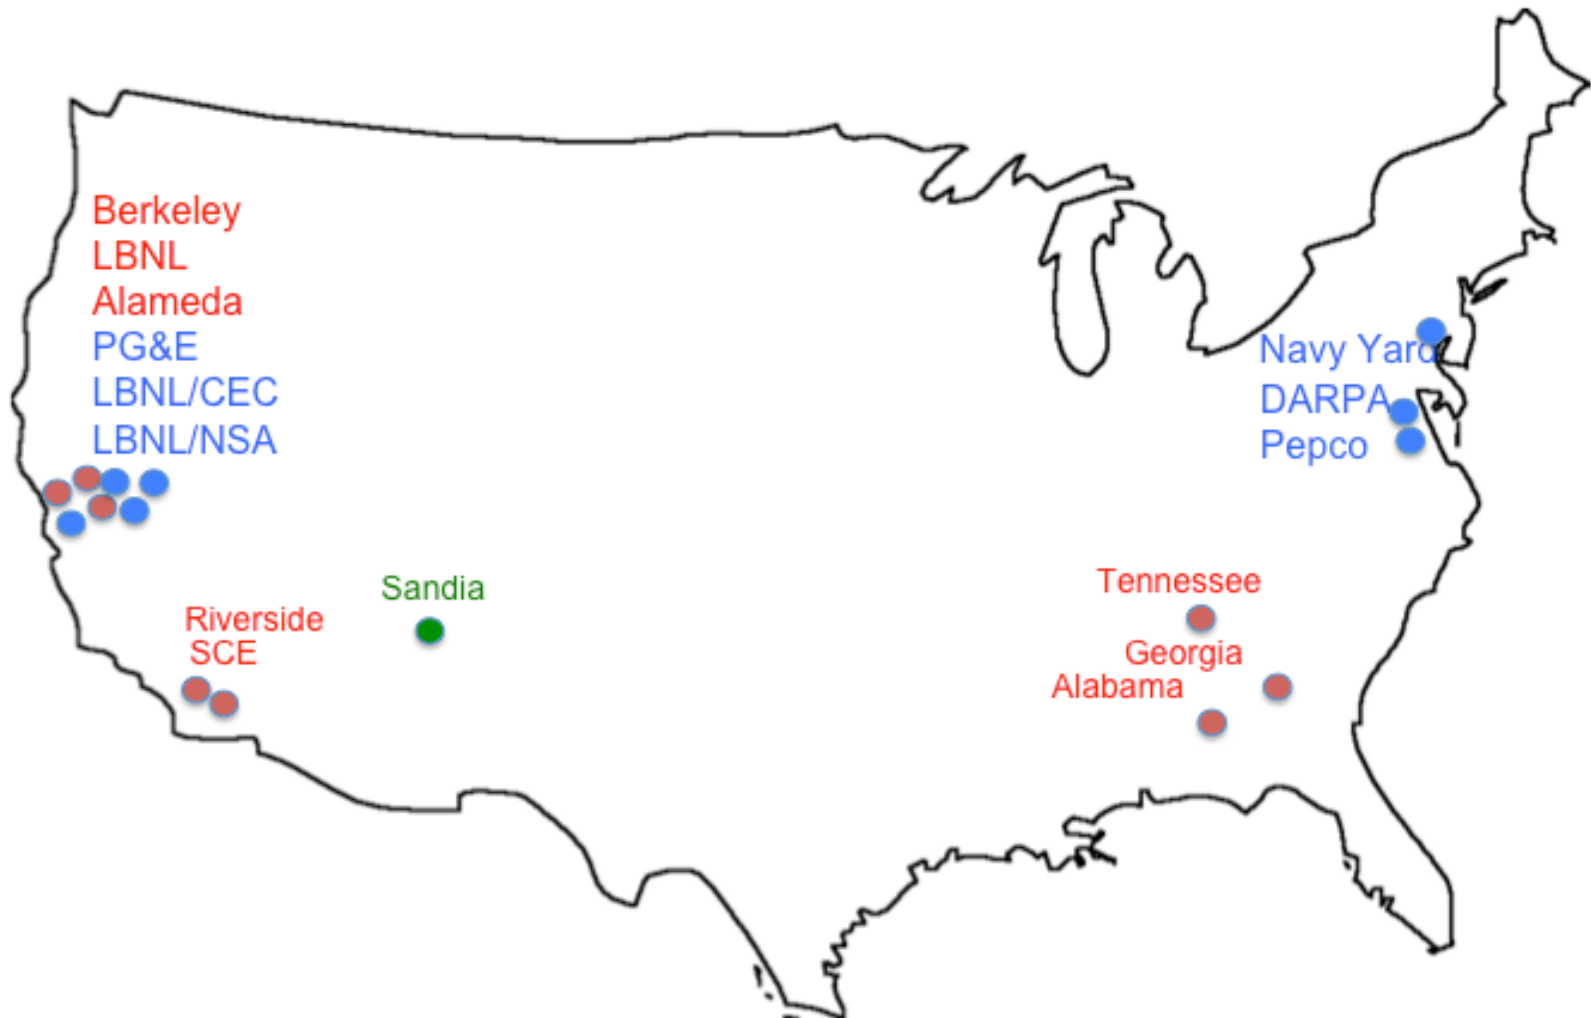 Berkeley
LBNL
Alameda
PG&E
LBNL/CEC
LBNL/NSA
Navy Yard
DARPA
Pepco
Sandia
Riverside
SCE
Tennessee
Georgia
Alabama